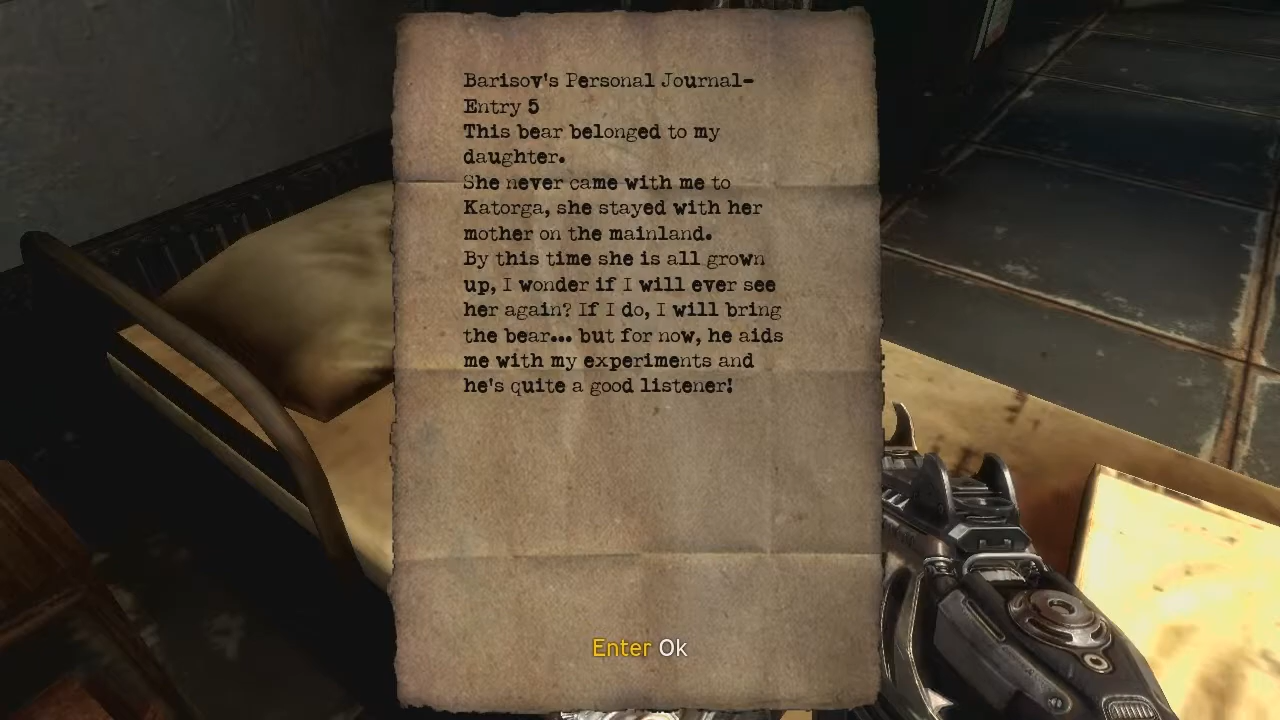 Barisov's Personal Journal-
Entry 5
This bear belonged to my
daughter.
She never came with me to
Katorga, she stayed with her
mother on the mainland.
By this time she is all grown
up, I wonder if I will ever see
her again? If I do, I will bring
the bear... but for now, he aids
me with my experiments and
he's quite a good listener!
Enter Ok